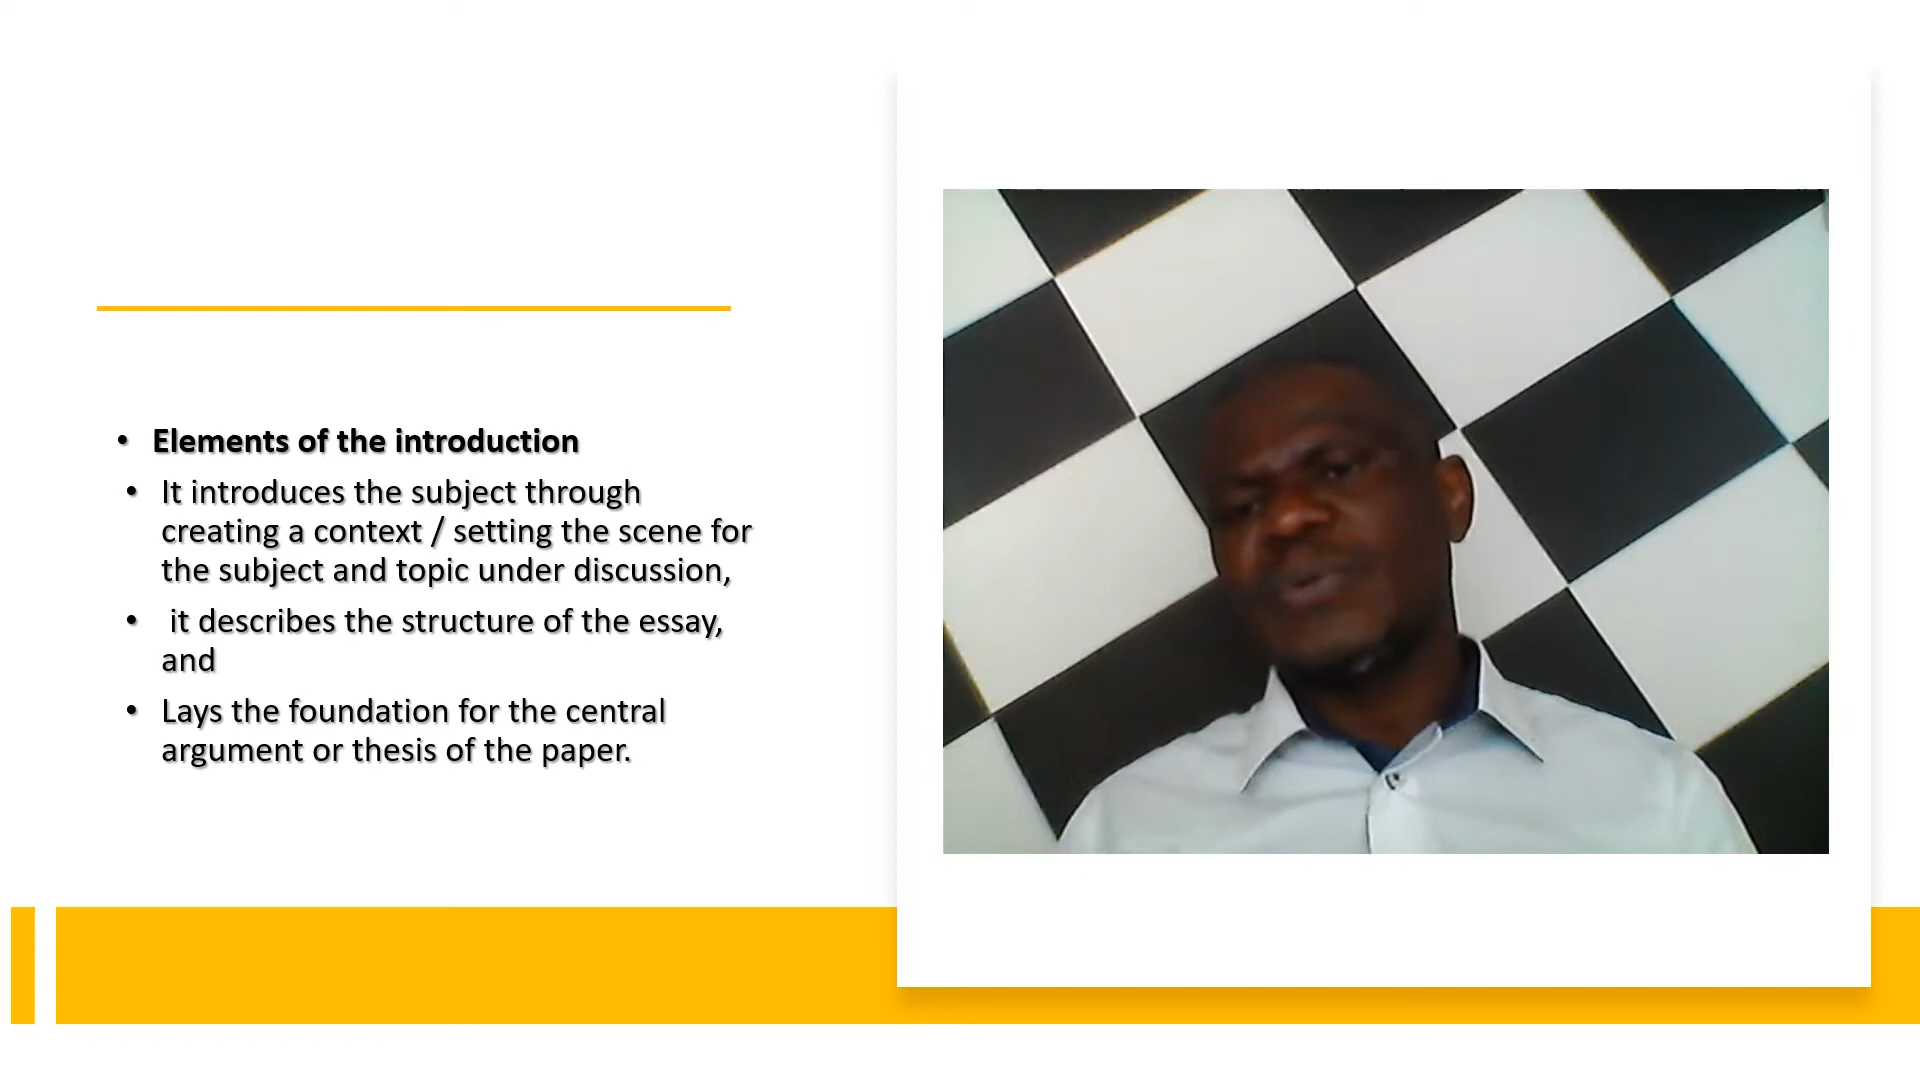 • Elements of the introduction
• It introduces the subject through
creating a context / setting the scene for
the subject and topic under discussion,
• it describes the structure of the essay,
and
• Lays the foundation for the central
argument or thesis of the paper.